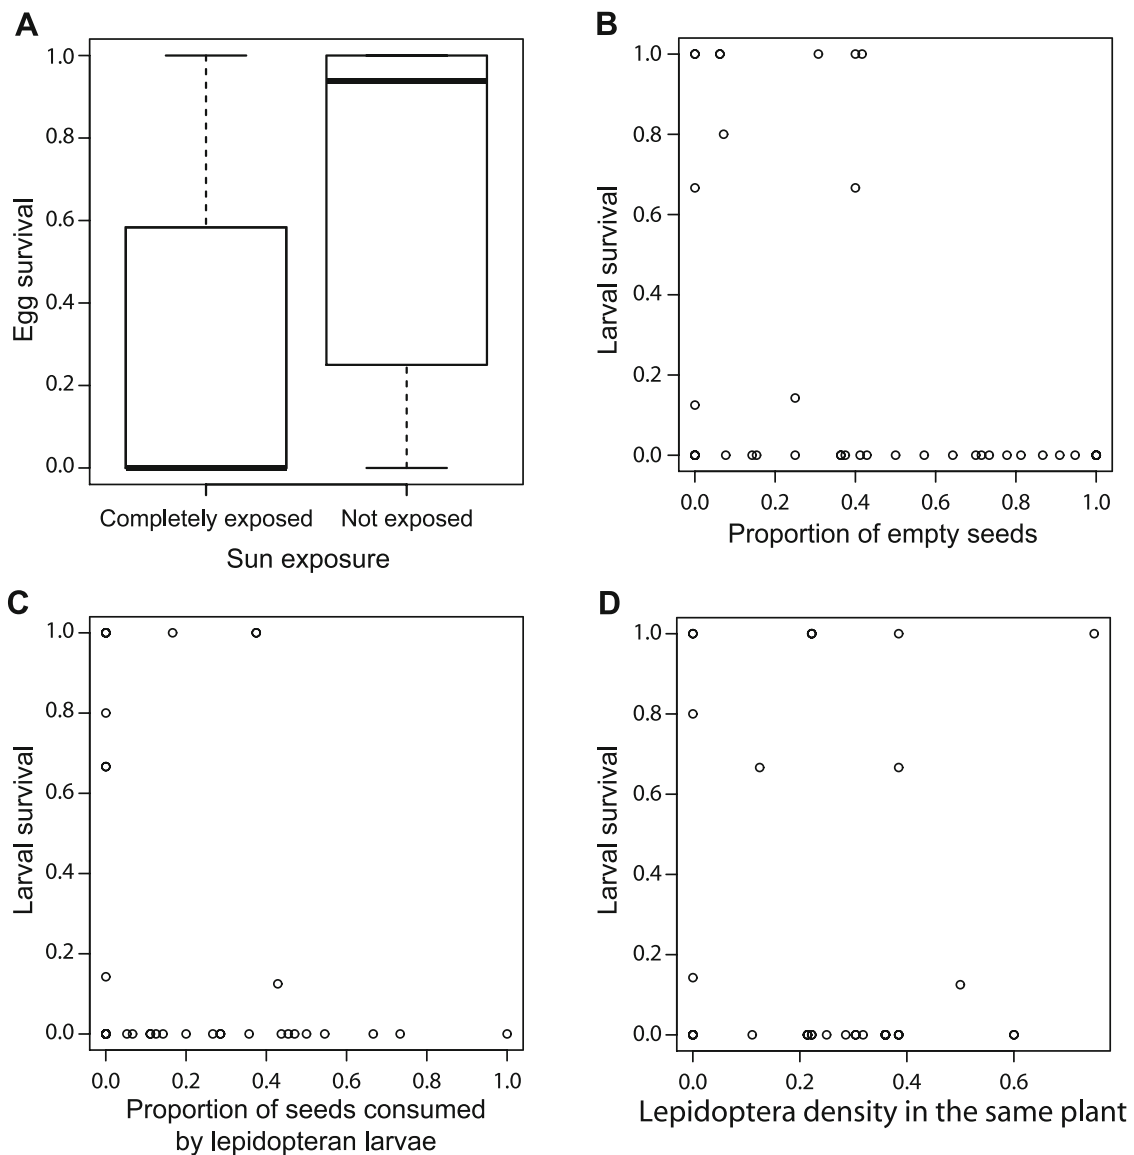 A
Egg survival
1.0
0.8
0.6
0.4
0.2
0.0
Completely exposed
Not exposed
Sun exposure
B
Larval survival
1.0
0.8
0.6
0.4
0.2
0.0
0.0 0.2 0.4 0.6 0.8 1.0
Proportion of empty seeds
C
Larval survival
1.0
0.8
0.6
0.4
0.2
0.0
0.0 0.2 0.4 0.6 0.8 1.0
Proportion of seeds consumed
by lepidopteran larvae
D
Larval survival
1.0
0.8
0.6
0.4
0.2
0.0
0.0 0.2 0.4 0.6
Lepidoptera density in the same plant